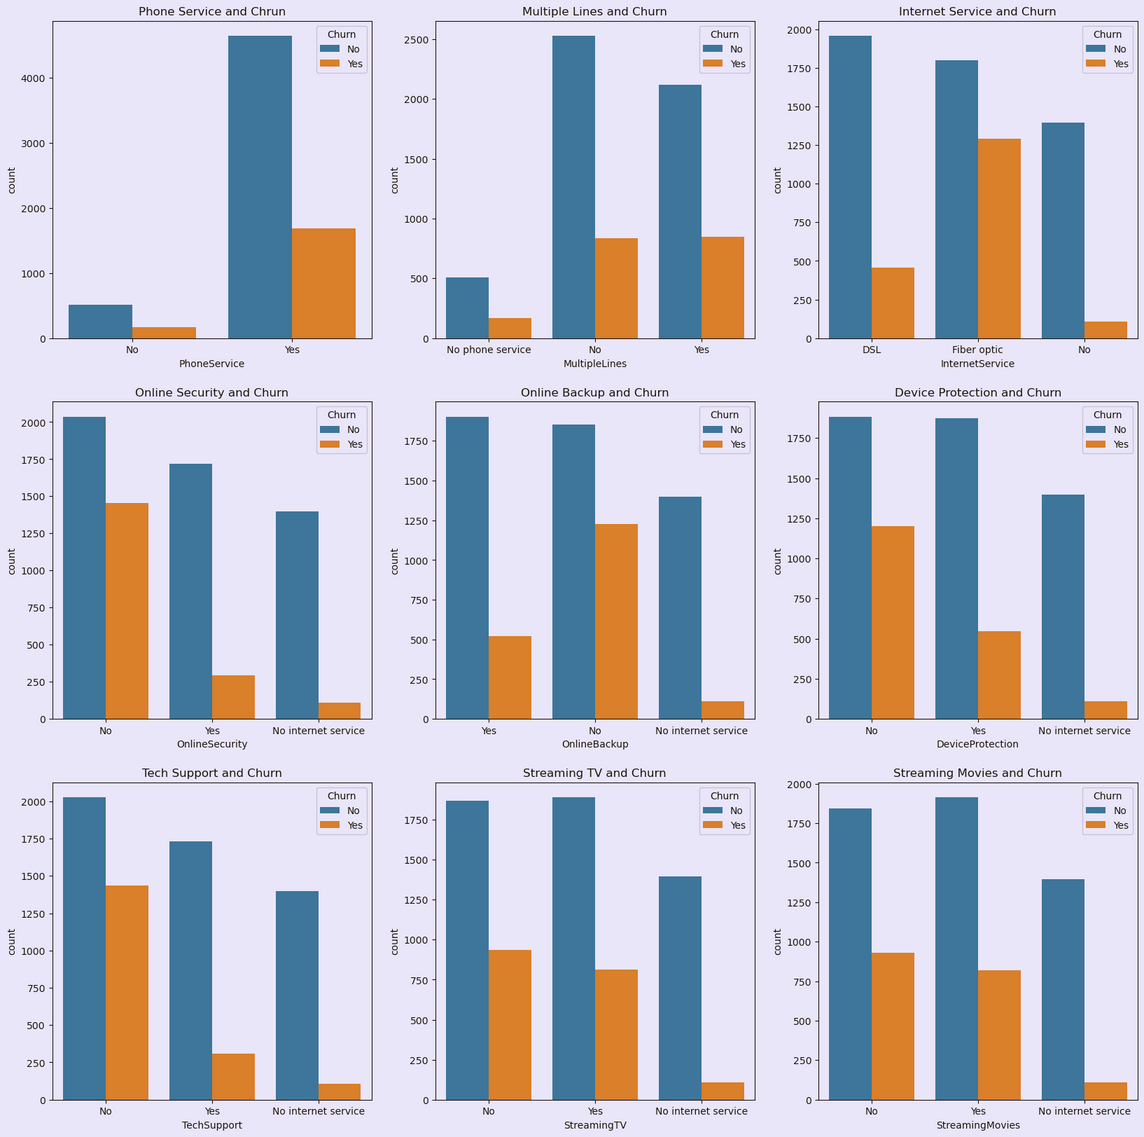 Phone Service and Chrun
Churn
No
Yes
4000
3000
2000
1000
0
count
No Yes
PhoneService
Multiple Lines and Churn
Churn
No
Yes
2500
2000
1500
1000
500
0
count
No phone service No Yes
MultipleLines
Internet Service and Churn
Churn
No
Yes
2000
1750
1500
1250
1000
750
500
250
0
count
DSL Fiber optic No
InternetService
Online Security and Churn
Churn
No
Yes
2000
1750
1500
1250
1000
750
500
250
0
count
No Yes No internet service
OnlineSecurity
Online Backup and Churn
Churn
No
Yes
1750
1500
1250
1000
750
500
250
0
count
Yes No No internet service
OnlineBackup
Device Protection and Churn
Churn
No
Yes
1750
1500
1250
1000
750
500
250
0
count
No Yes No internet service
DeviceProtection
Tech Support and Churn
Churn
No
Yes
2000
1750
1500
1250
1000
750
500
250
0
count
No Yes No internet service
TechSupport
Streaming TV and Churn
Churn
No
Yes
1750
1500
1250
1000
750
500
250
0
count
No Yes No internet service
StreamingTV
Streaming Movies and Churn
Churn
No
Yes
2000
1750
1500
1250
1000
750
500
250
0
count
No Yes No internet service
StreamingMovies